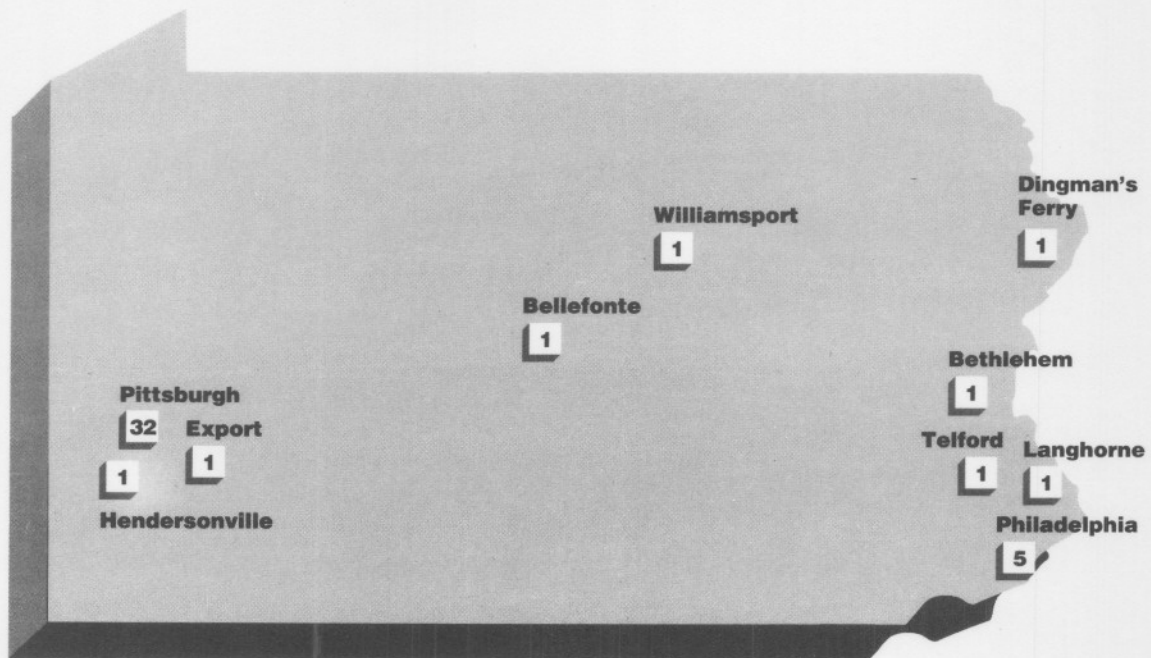 Dingman's
Ferry
1
Williamsport
1
Bellefonte
1
Bethlehem
1
Pittsburgh
32
Export
1
1
Hendersonville
Telford
1
Langhorne
1
Philadelphia
5